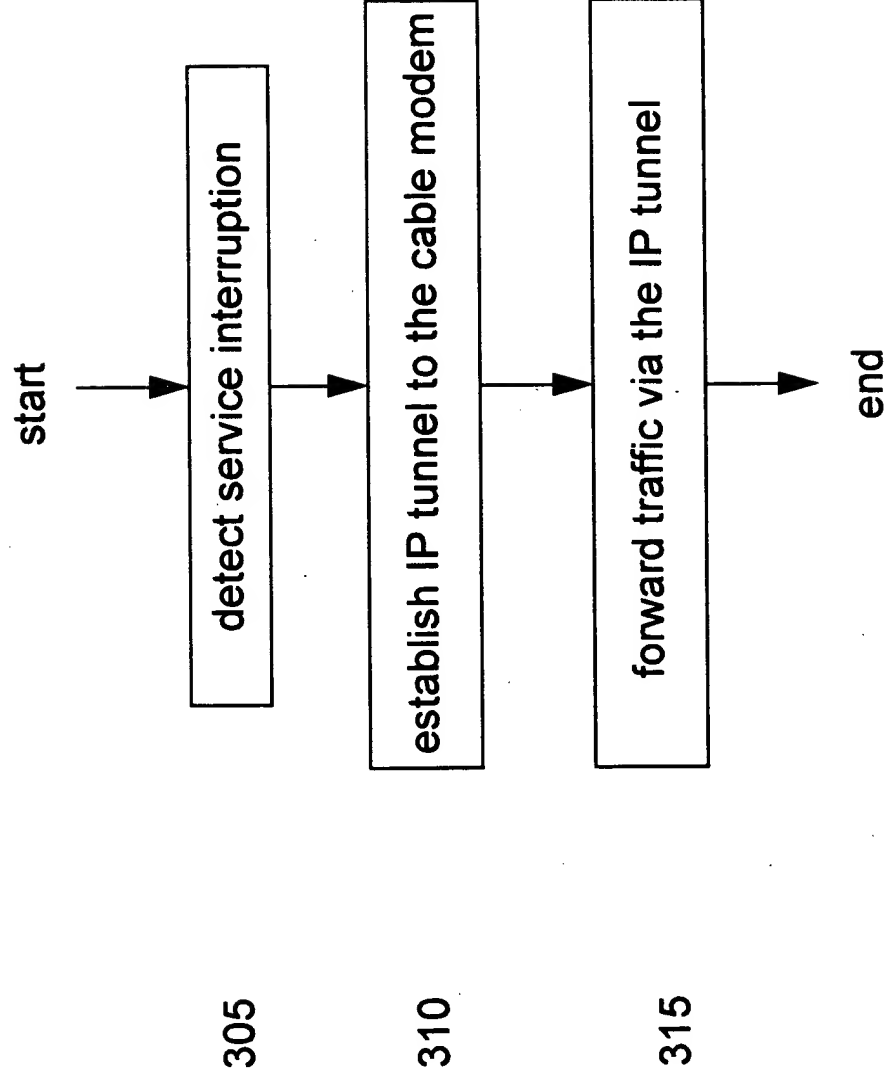 start
305 detect service interruption
310 establish IP tunnel to the cable modem
315 forward traffic via the IP tunnel
end